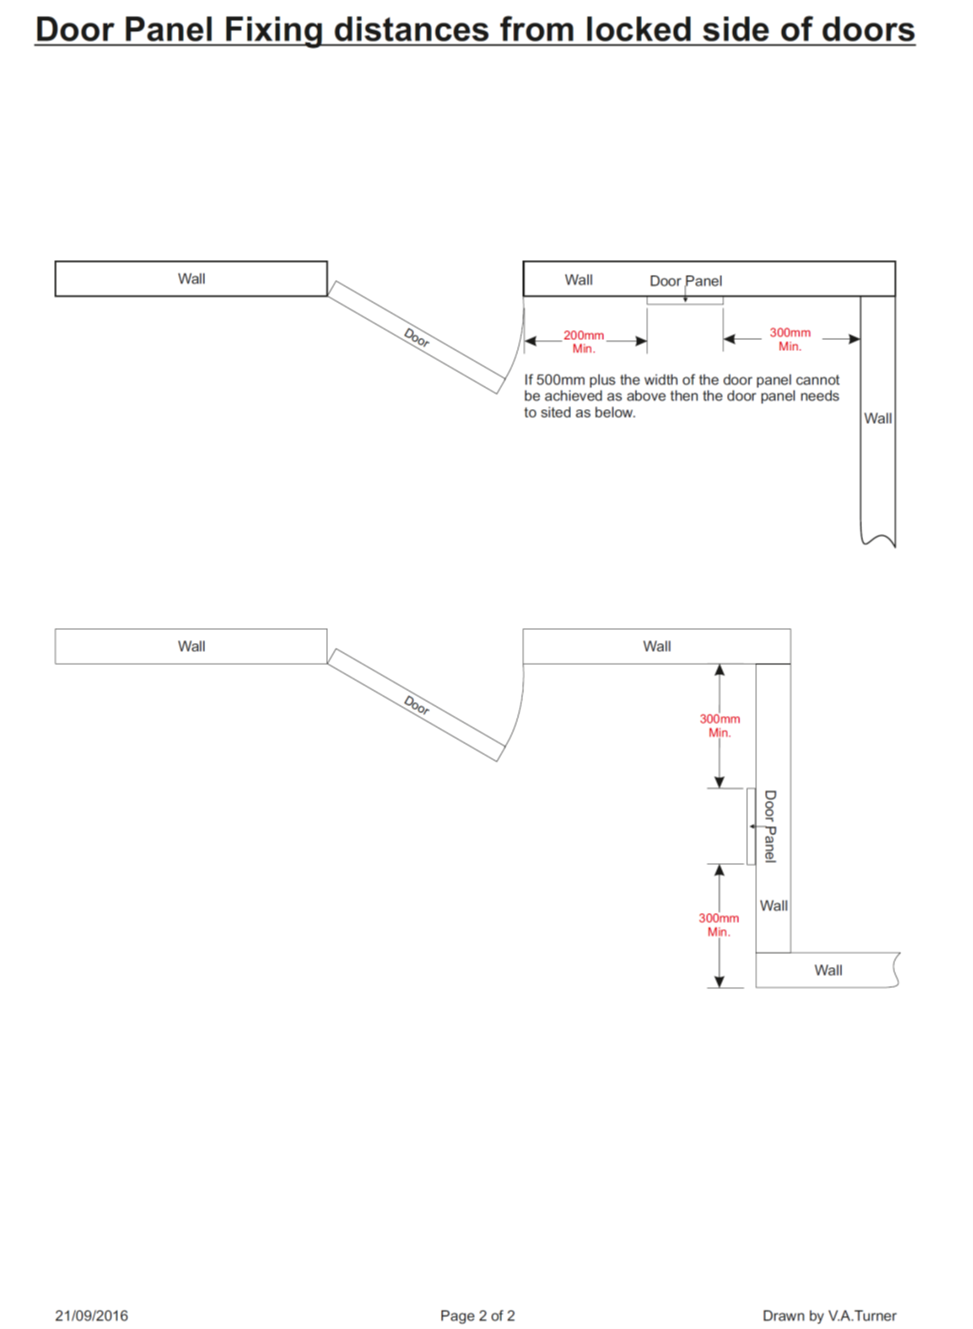 Door Panel Fixing distances from locked side of doors
Wall
Wall
Door Panel
Door
200mm
Min.
300mm
Min.
If 500mm plus the width of the door panel cannot
be achieved as above then the door panel needs
to sited as below.
Wall
Wall
Wall
Door
300mm
Min.
Door Panel
300mm
Min.
Wall
Wall
21/09/2016
Page 2 of 2
Drawn by V.A.Turner